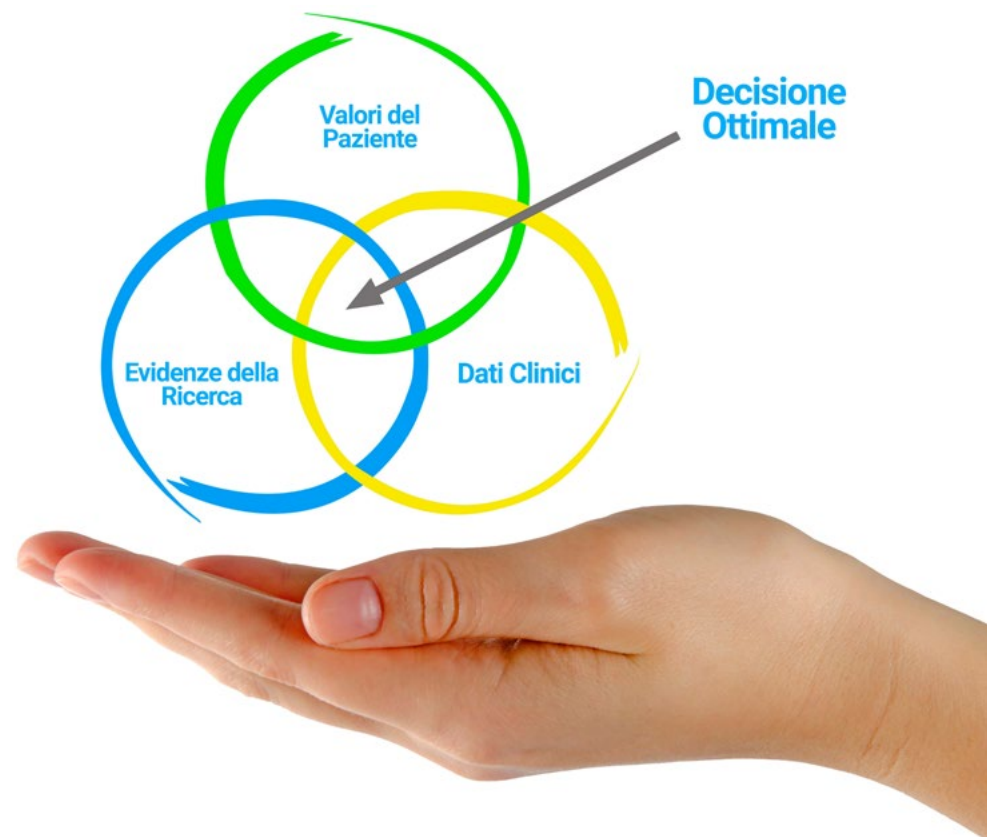 Valori del
Paziente
Decisione
Ottimale
Evidenze della
Ricerca
Dati Clinici